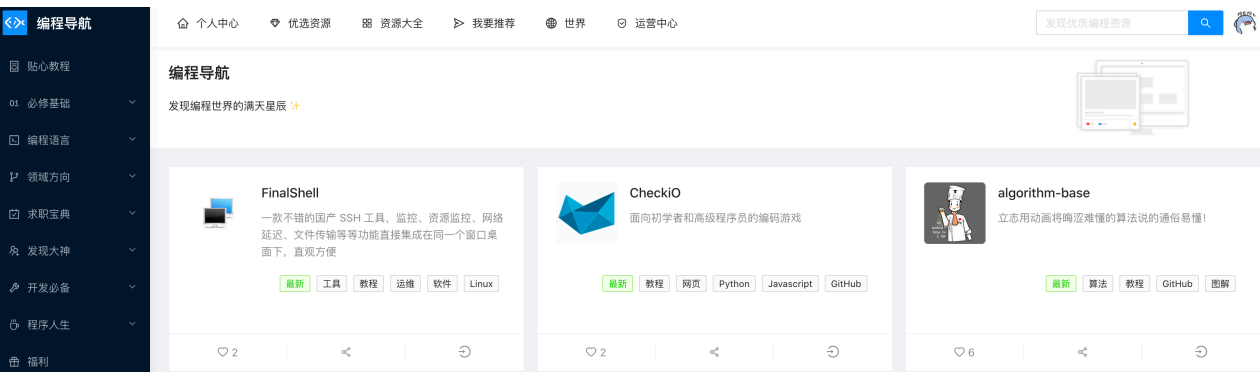 编程导航
个人中心
优选资源
资源大全
我要推荐
世界
运营中心
发现优质编程资源
贴心教程
01 必修基础
编程语言
领域方向
求职宝典
发现大神
开发必备
程序人生
福利
编程导航
发现编程世界的满天星辰✨
FinalShell
一款不错的国产 SSH 工具，监控、资源监控、网络
延迟、文件传输等等功能直接集成在同一个窗口桌
面下，直观方便
最新 工具 教程 运维 软件 Linux
2
CheckiO
面向初学者和高级程序员的编码游戏
最新 教程 网页 Python Javascript GitHub
2
algorithm-base
立志用动画将晦涩难懂的算法说的通俗易懂！
最新 算法 教程 GitHub 图解
6